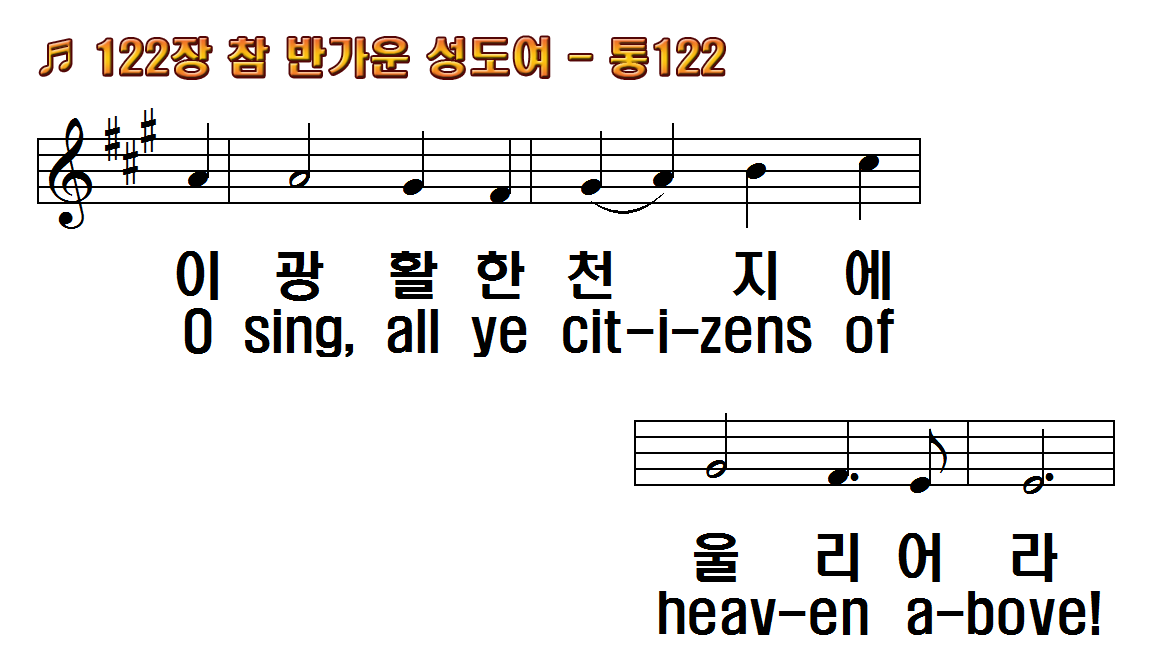 ♬ 122장 참 반가운 성도여 - 통122
이 광 활 한 천 지 에
O sing, all ye cit-i-zens of
울 리 어 라
heav-en a-bove!